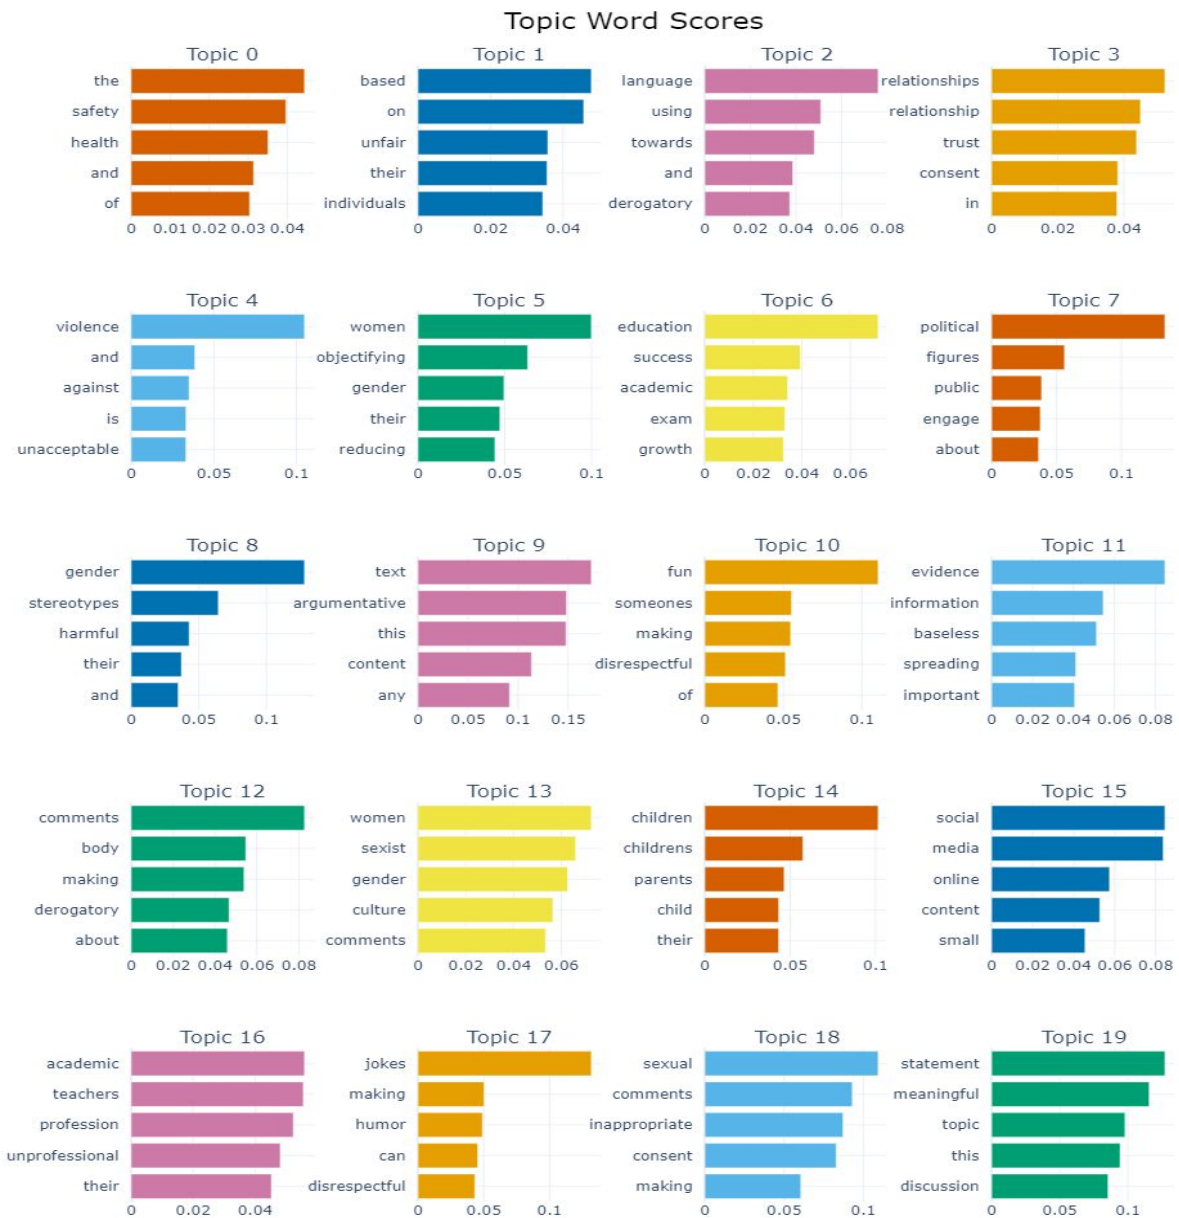 Topic Word Scores
Topic 0
the
safety
health
and
of
0 0.01 0.02 0.03 0.04
Topic 1
based
on
unfair
their
individuals
0 0.02 0.04
Topic 2
language
using
towards
and
derogatory
0 0.02 0.04 0.06 0.08
Topic 3
relationships
relationship
trust
consent
in
0 0.02 0.04
Topic 4
violence
and
against
is
unacceptable
0 0.05 0.1
Topic 5
women
objectifying
gender
their
reducing
0 0.05 0.1
Topic 6
education
success
academic
exam
growth
0 0.02 0.04 0.06
Topic 7
political
figures
public
engage
about
0 0.05 0.1
Topic 8
gender
stereotypes
harmful
their
and
0 0.05 0.1
Topic 9
text
argumentative
this
content
any
0 0.05 0.1 0.15
Topic 10
fun
someones
making
disrespectful
of
0 0.05 0.1
Topic 11
evidence
information
baseless
spreading
important
0 0.02 0.04 0.06 0.08
Topic 12
comments
body
making
derogatory
about
0 0.02 0.04 0.06 0.08
Topic 13
women
sexist
gender
culture
comments
0 0.02 0.04 0.06
Topic 14
children
childrens
parents
child
their
0 0.05 0.1
Topic 15
social
media
online
content
small
0 0.02 0.04 0.06 0.08
Topic 16
academic
teachers
profession
unprofessional
their
0 0.02 0.04
Topic 17
jokes
making
humor
can
disrespectful
0 0.05 0.1
Topic 18
sexual
comments
inappropriate
consent
making
0 0.05 0.1
Topic 19
statement
meaningful
topic
this
discussion
0 0.05 0.1